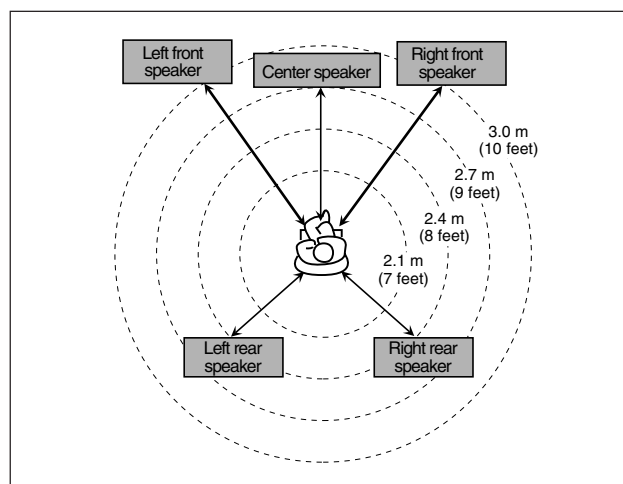 Left front
speaker
Center speaker
Right front
speaker
3.0 m
(10 feet)
2.7 m
(9 feet)
2.4 m
(8 feet)
2.1 m
(7 feet)
Left rear
speaker
Right rear
speaker